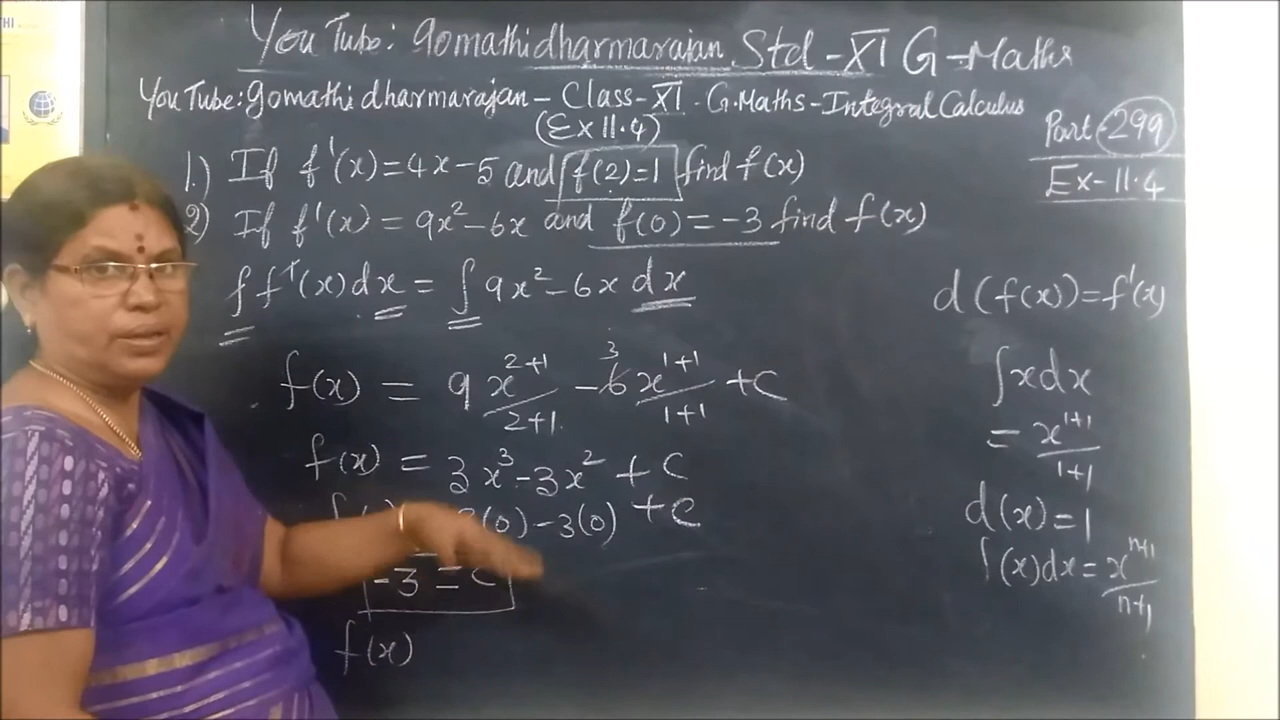 YouTube: gomathidharmarajan Std-XI G-Maths
YouTube: gomathi dharmarajan - Class-XI - G.Maths - Integral Calculus
(Ex 11.4)
Part-299
Ex-11.4
1.) If f'(x)=4x-5 and f(2)=1 find f(x)
2) If f'(x) = 9x²-6x and f(0) = -3 find f(x)
∫f'(x)dx = ∫9x²-6x dx
f(x) = 9 x^{2+1}/2+1 - 6 3 x^{1+1}/1+1 + C
f(x) = 3x³-3x² + C
(0) - 3(0) + C
-3 = C
f(x)
d(f(x))=f'(x)
∫xdx
= x^{1+1}/1+1
d(x)=1
∫(x)dx = x^{n+1}/n+1